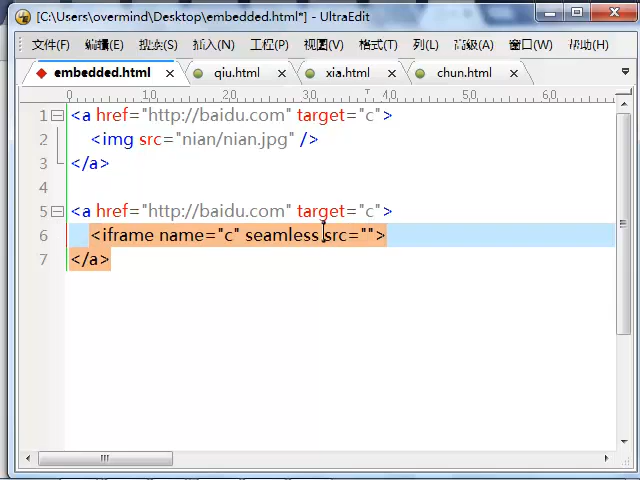 [C:\Users\overmind\Desktop\embedded.html*] - UltraEdit
文件(F) 编辑(E) 搜索(S) 插入(N) 工程(P) 视图(V) 格式(T) 列(L) 高级(A) 窗口(W) 帮助(H)
embedded.html qiu.html xia.html chun.html
0 10 20 30 40 50 60
1 <a href="http://baidu.com" target="c">
2 <img src="nian/nian.jpg" />
3 </a>
4
5 <a href="http://baidu.com" target="c">
6 <iframe name="c" seamless src="">
7 </a>